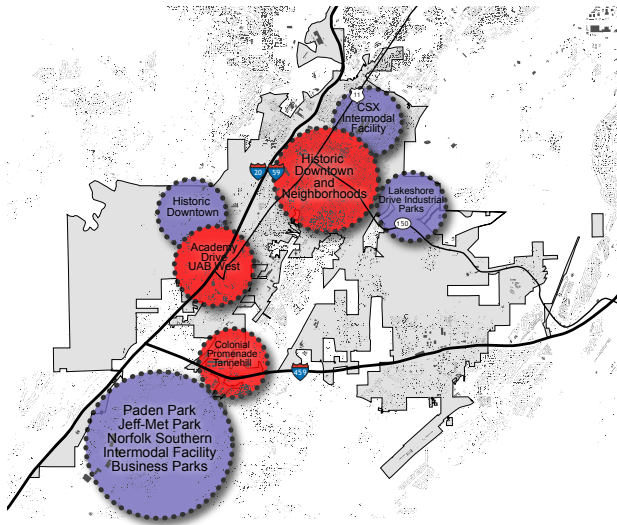 11
CSX
Intermodal
Facility
Historic
Downtown
and
Neighborhoods
20
59
Lakeshore
Drive Industrial
Parks
150
Historic
Downtown
Academy
Drive
UAB West
Colonial
Promenade
Tannehill
459
Paden Park
Jeff-Met Park
Norfolk Southern
Intermodal Facility
Business Parks